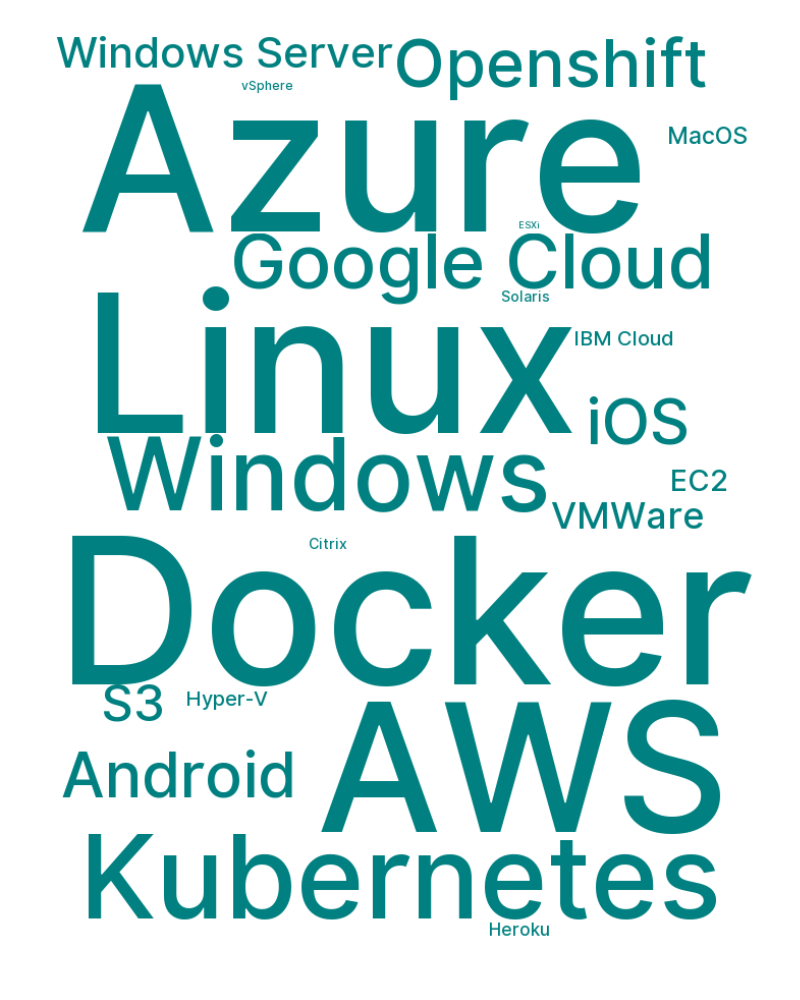 Windows Server
Openshift
vSphere
Azure
MacOS
ESXi
Google Cloud
Solaris
Linux
IBM Cloud
iOS
Windows
EC2
VMWare
Docker
Citrix
S3
Hyper-V
AWS
Android
Kubernetes
Heroku